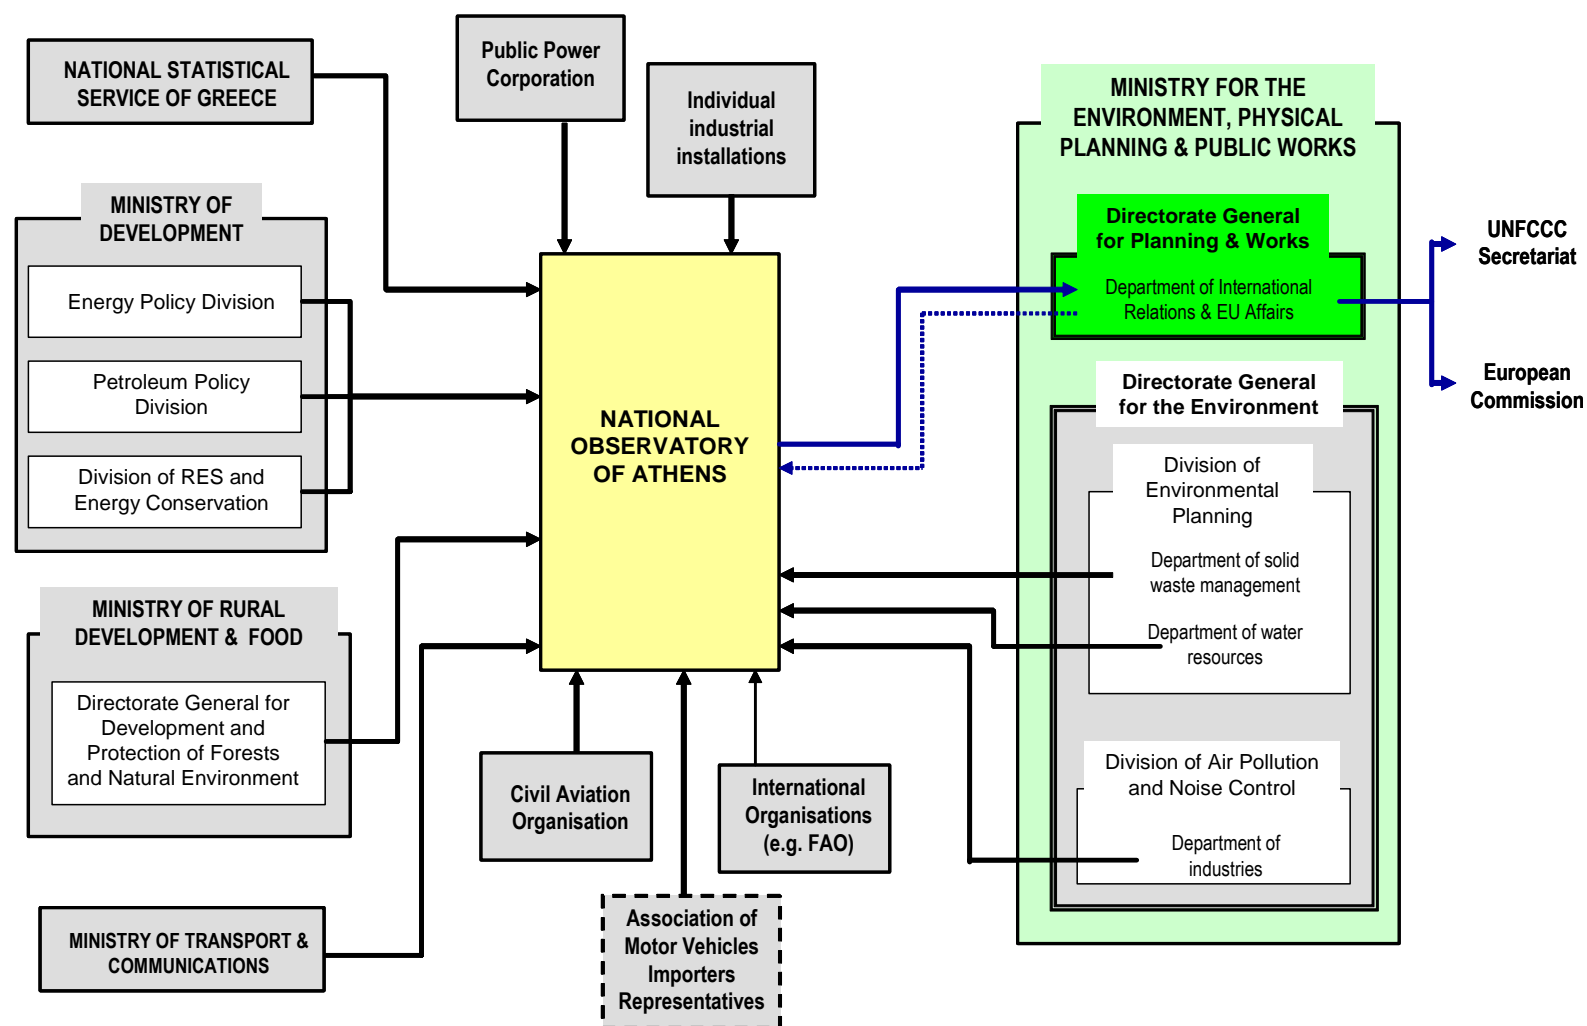 NATIONAL STATISTICAL
SERVICE OF GREECE
Public Power
Corporation
Individual
industrial
installations
MINISTRY FOR THE
ENVIRONMENT, PHYSICAL
PLANNING & PUBLIC WORKS
MINISTRY OF
DEVELOPMENT
Energy Policy Division
Petroleum Policy
Division
Division of RES and
Energy Conservation
Directorate General
for Planning & Works
Department of International
Relations & EU Affairs
UNFCCC
Secretariat
European
Commission
NATIONAL
OBSERVATORY
OF ATHENS
Directorate General
for the Environment
Division of
Environmental
Planning
Department of solid
waste management
Department of water
resources
MINISTRY OF RURAL
DEVELOPMENT & FOOD
Directorate General for
Development and
Protection of Forests
and Natural Environment
Civil Aviation
Organisation
International
Organisations
(e.g. FAO)
Division of Air Pollution
and Noise Control
Department of
industries
MINISTRY OF TRANSPORT &
COMMUNICATIONS
Association of
Motor Vehicles
Importers
Representatives